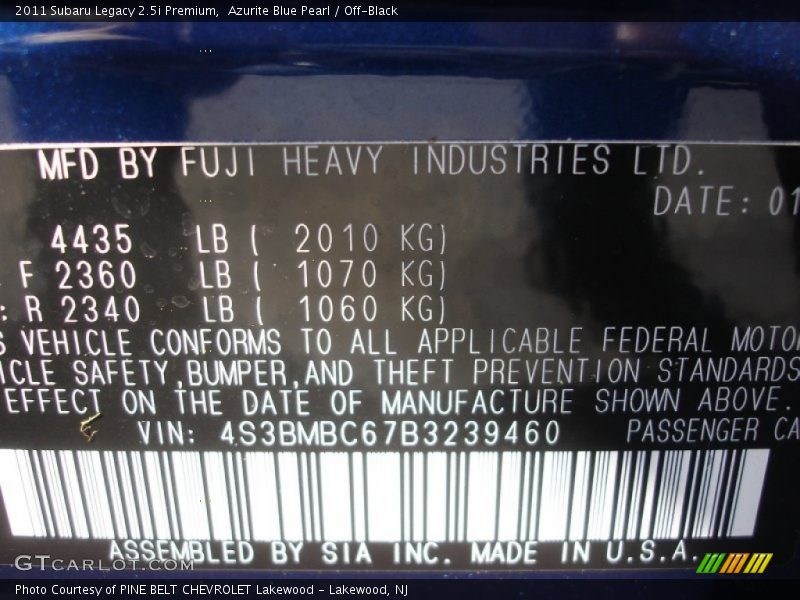 2011 Subaru Legacy 2.5i Premium,  Azurite Blue Pearl / Off-Black
MFD BY FUJI HEAVY INDUSTRIES LTD.
DATE: 01
4435 LB ( 2010 KG)
F 2360 LB ( 1070 KG)
: R 2340 LB ( 1060 KG)
S VEHICLE CONFORMS TO ALL APPLICABLE FEDERAL MOTO
ICLE SAFETY,BUMPER,AND THEFT PREVENTION STANDARDS
EFFECT ON THE DATE OF MANUFACTURE SHOWN ABOVE.
VIN: 4S3BMBC67B3239460 PASSENGER CA
ASSEMBLED BY SIA INC. MADE IN U.S.A.
GTCARLOT.COM
Photo Courtesy of PINE BELT CHEVROLET Lakewood - Lakewood, NJ